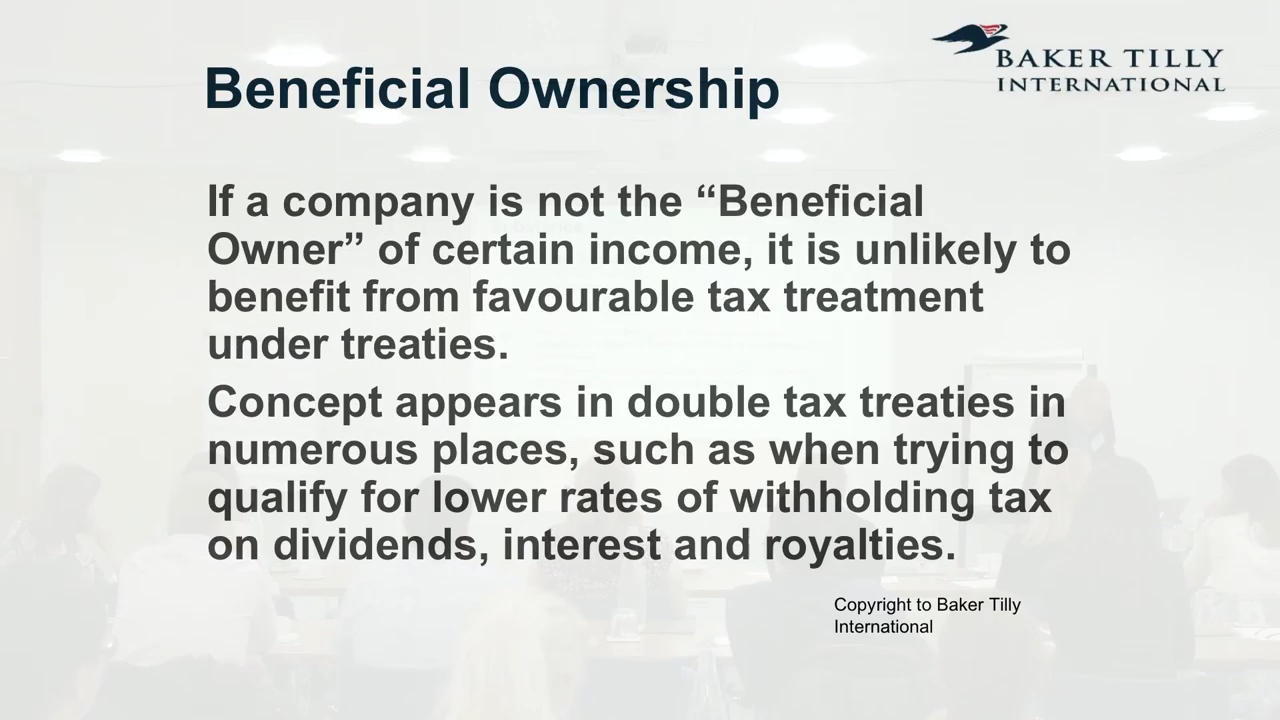 BAKER TILLY
INTERNATIONAL
Beneficial Ownership
If a company is not the “Beneficial
Owner” of certain income, it is unlikely to
benefit from favourable tax treatment
under treaties.
Concept appears in double tax treaties in
numerous places, such as when trying to
qualify for lower rates of withholding tax
on dividends, interest and royalties.
Copyright to Baker Tilly
International